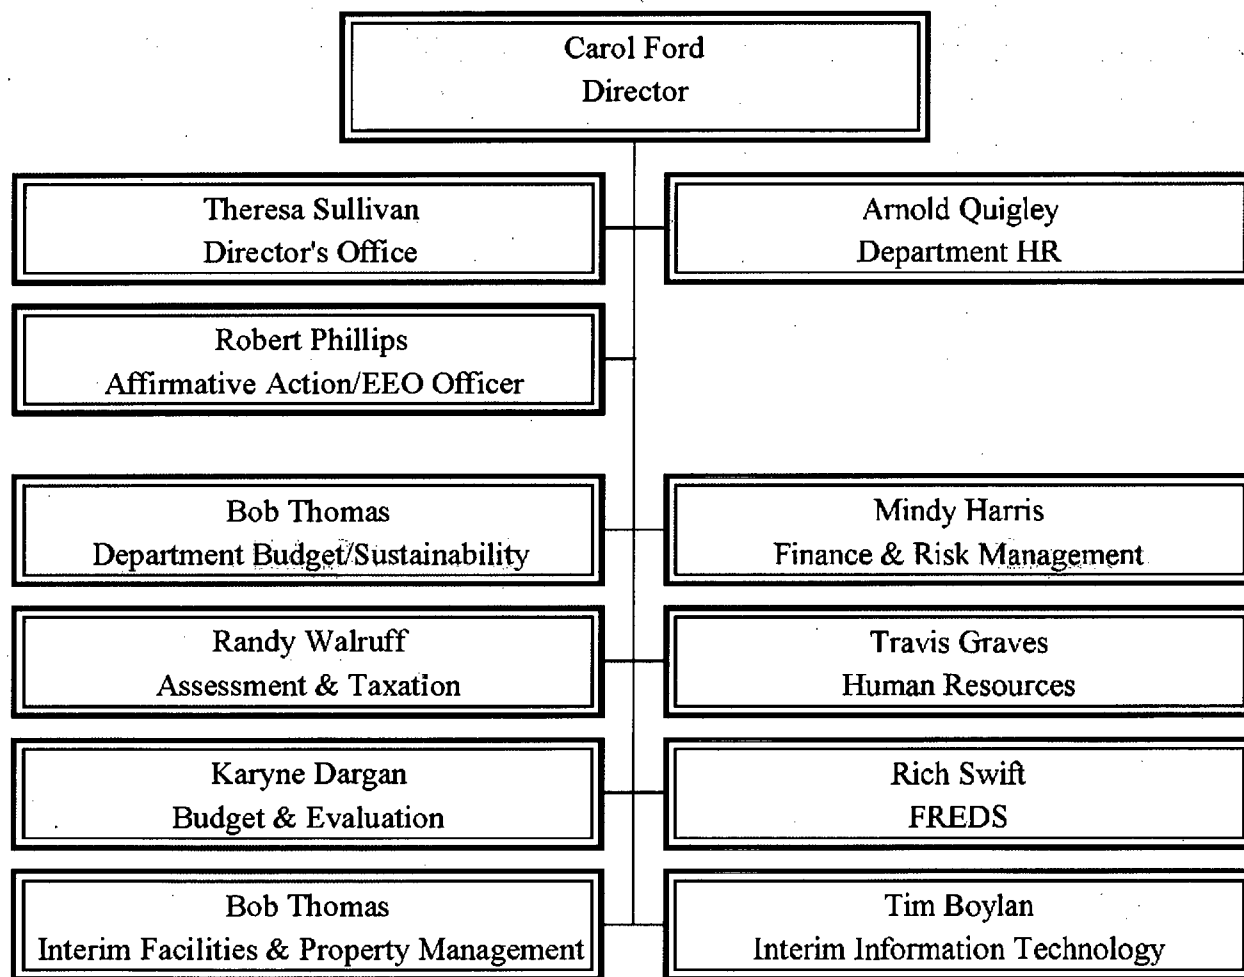 Carol Ford
Director
Theresa Sullivan
Director's Office
Arnold Quigley
Department HR
Robert Phillips
Affirmative Action/EEO Officer
Bob Thomas
Department Budget/Sustainability
Mindy Harris
Finance & Risk Management
Randy Walruff
Assessment & Taxation
Travis Graves
Human Resources
Karyne Dargan
Budget & Evaluation
Rich Swift
FREDS
Bob Thomas
Interim Facilities & Property Management
Tim Boylan
Interim Information Technology